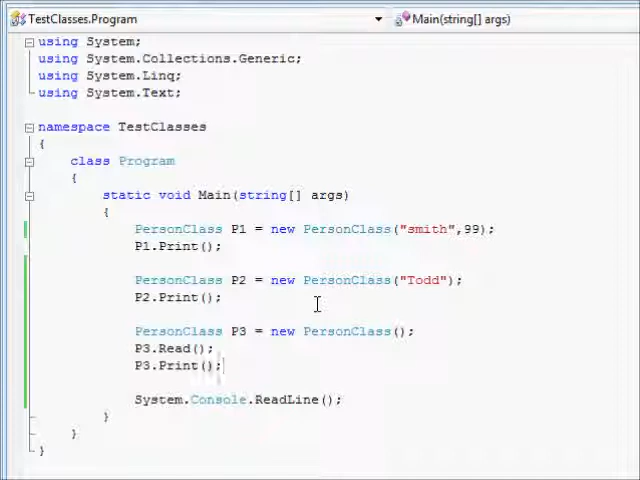 TestClasses.Program
Main(string[] args)
using System;
using System.Collections.Generic;
using System.Linq;
using System.Text;
namespace TestClasses
{
class Program
{
static void Main(string[] args)
{
PersonClass P1 = new PersonClass("smith",99);
P1.Print();
PersonClass P2 = new PersonClass("Todd");
P2.Print();
PersonClass P3 = new PersonClass();
P3.Read();
P3.Print();
System.Console.ReadLine();
}
}
}